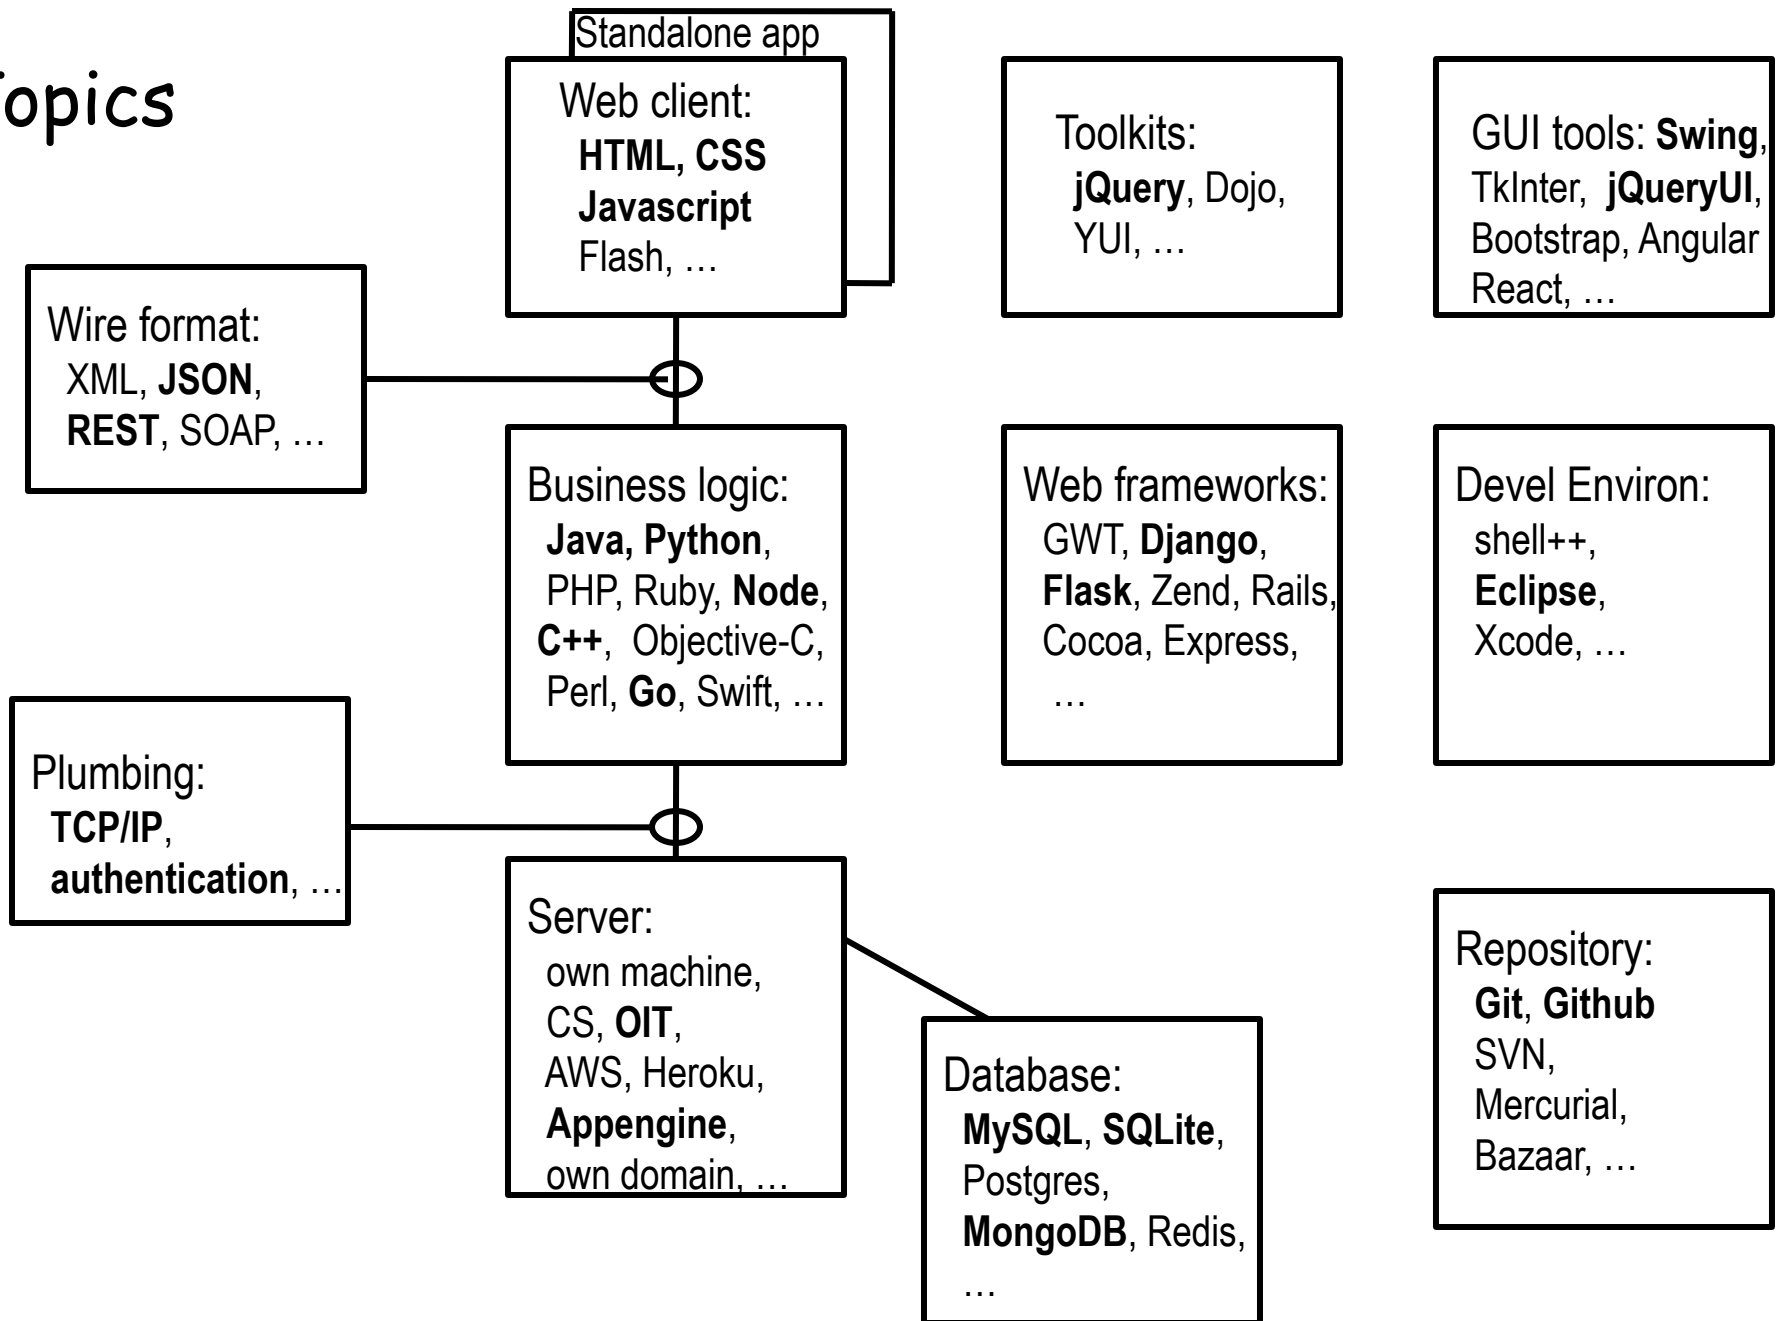 opics
Standalone app
Web client:
HTML, CSS
Javascript
Flash, …
Toolkits:
jQuery, Dojo,
YUI, …
GUI tools: Swing,
TkInter, jQueryUI,
Bootstrap, Angular
React, …
Wire format:
XML, JSON,
REST, SOAP, …
Business logic:
Java, Python,
PHP, Ruby, Node,
C++, Objective-C,
Perl, Go, Swift, …
Web frameworks:
GWT, Django,
Flask, Zend, Rails,
Cocoa, Express,
…
Devel Environ:
shell++,
Eclipse,
Xcode, …
Plumbing:
TCP/IP,
authentication, …
Server:
own machine,
CS, OIT,
AWS, Heroku,
Appengine,
own domain, …
Database:
MySQL, SQLite,
Postgres,
MongoDB, Redis,
…
Repository:
Git, Github
SVN,
Mercurial,
Bazaar, …